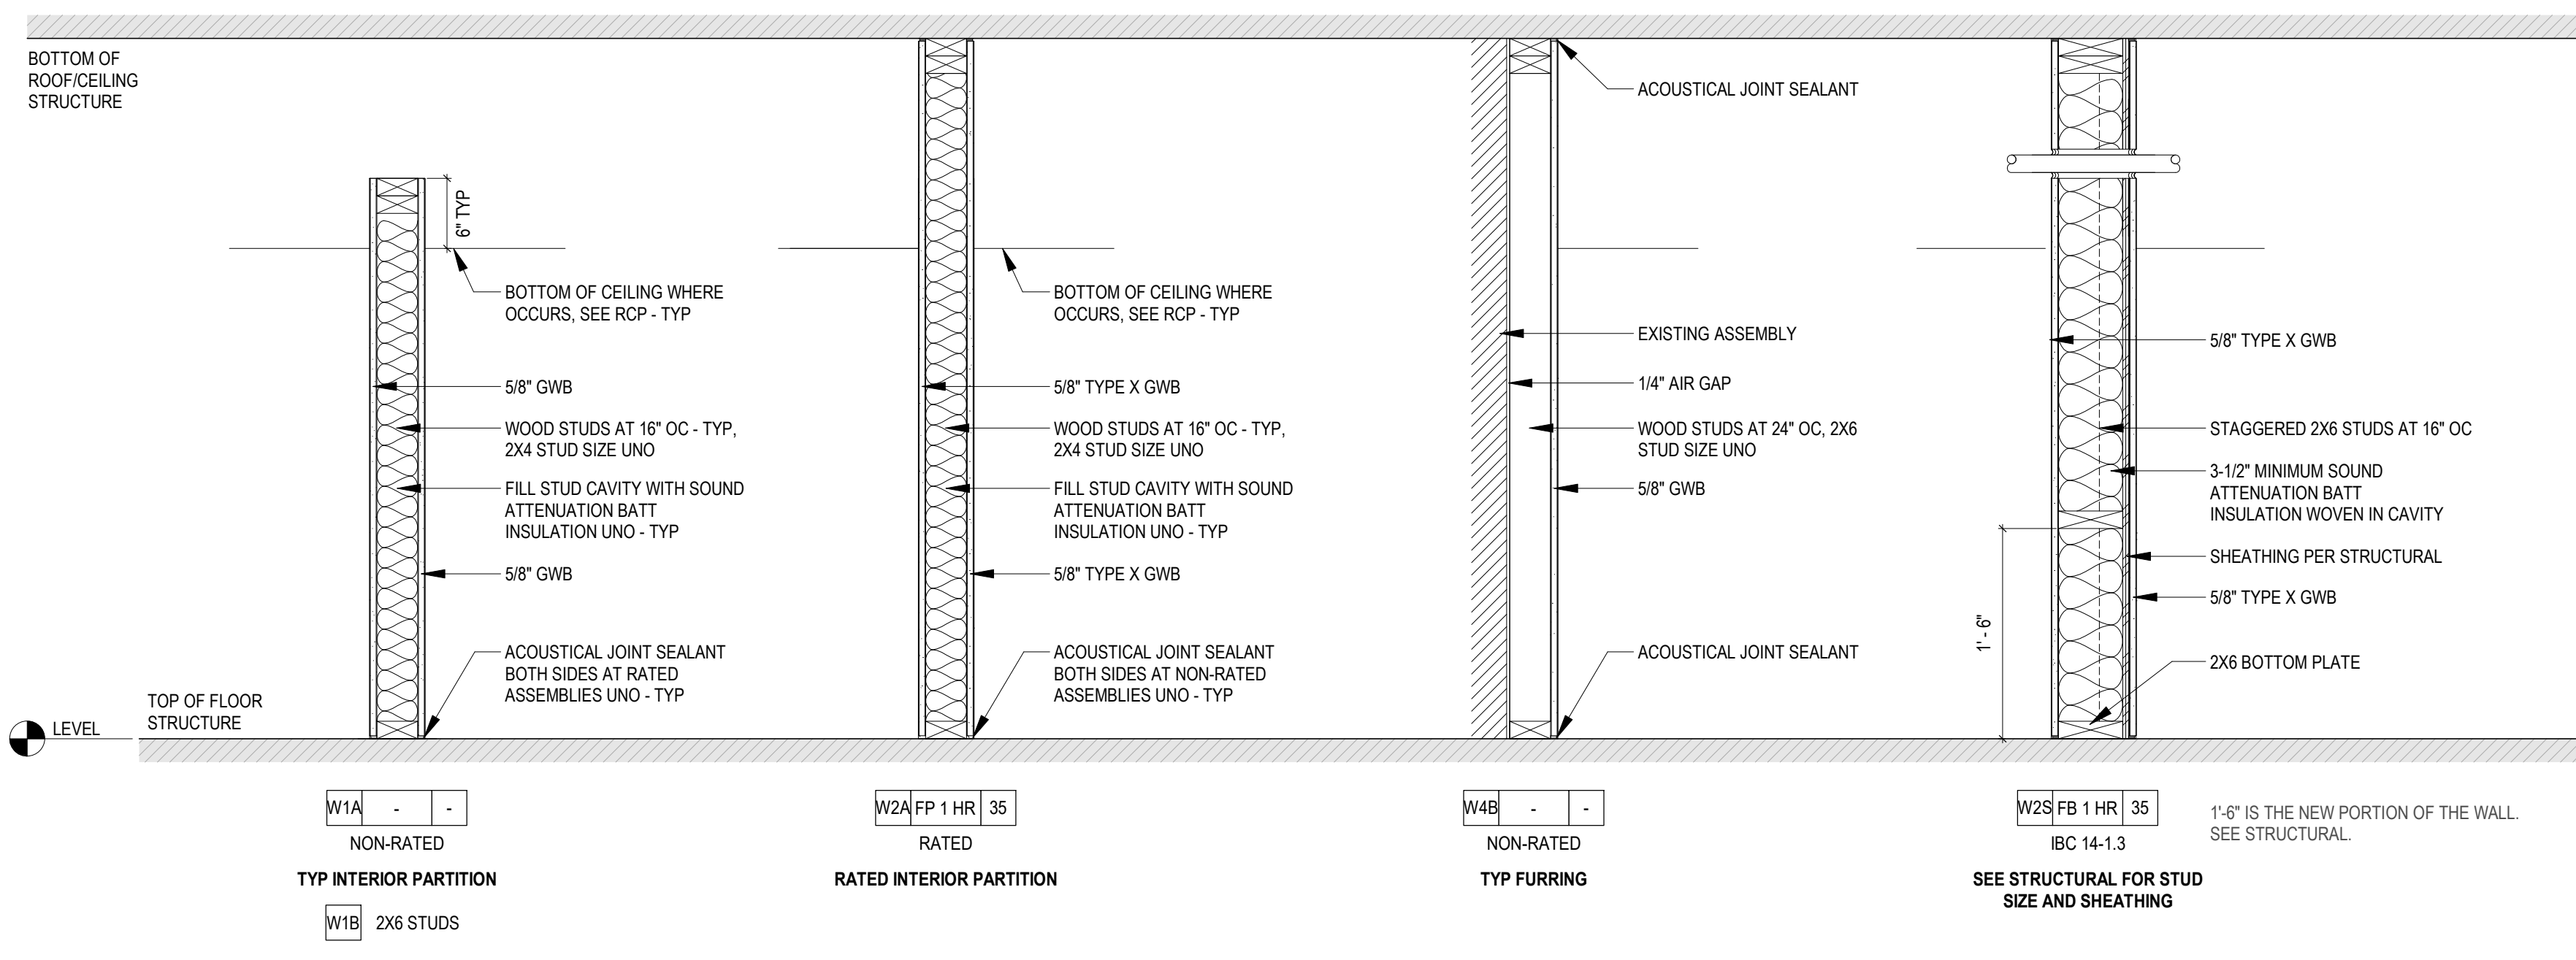 BOTTOM OF
ROOF/CEILING
STRUCTURE
6" TYP
BOTTOM OF CEILING WHERE
OCCURS, SEE RCP - TYP
5/8" GWB
WOOD STUDS AT 16" OC - TYP,
2X4 STUD SIZE UNO
FILL STUD CAVITY WITH SOUND
ATTENUATION BATT
INSULATION UNO - TYP
5/8" GWB
ACOUSTICAL JOINT SEALANT
BOTH SIDES AT RATED
ASSEMBLIES UNO - TYP
TOP OF FLOOR
STRUCTURE
LEVEL
W1A - -
NON-RATED
TYP INTERIOR PARTITION
W1B 2X6 STUDS
BOTTOM OF CEILING WHERE
OCCURS, SEE RCP - TYP
5/8" TYPE X GWB
WOOD STUDS AT 16" OC - TYP,
2X4 STUD SIZE UNO
FILL STUD CAVITY WITH SOUND
ATTENUATION BATT
INSULATION UNO - TYP
5/8" TYPE X GWB
ACOUSTICAL JOINT SEALANT
BOTH SIDES AT NON-RATED
ASSEMBLIES UNO - TYP
W2A FP 1 HR 35
RATED
RATED INTERIOR PARTITION
ACOUSTICAL JOINT SEALANT
EXISTING ASSEMBLY
1/4" AIR GAP
WOOD STUDS AT 24" OC, 2X6
STUD SIZE UNO
5/8" GWB
ACOUSTICAL JOINT SEALANT
W4B - -
NON-RATED
TYP FURRING
5/8" TYPE X GWB
STAGGERED 2X6 STUDS AT 16" OC
3-1/2" MINIMUM SOUND
ATTENUATION BATT
INSULATION WOVEN IN CAVITY
SHEATHING PER STRUCTURAL
5/8" TYPE X GWB
2X6 BOTTOM PLATE
1' - 6"
W2S FB 1 HR 35
IBC 14-1.3
SEE STRUCTURAL FOR STUD
SIZE AND SHEATHING
1'-6" IS THE NEW PORTION OF THE WALL.
SEE STRUCTURAL.